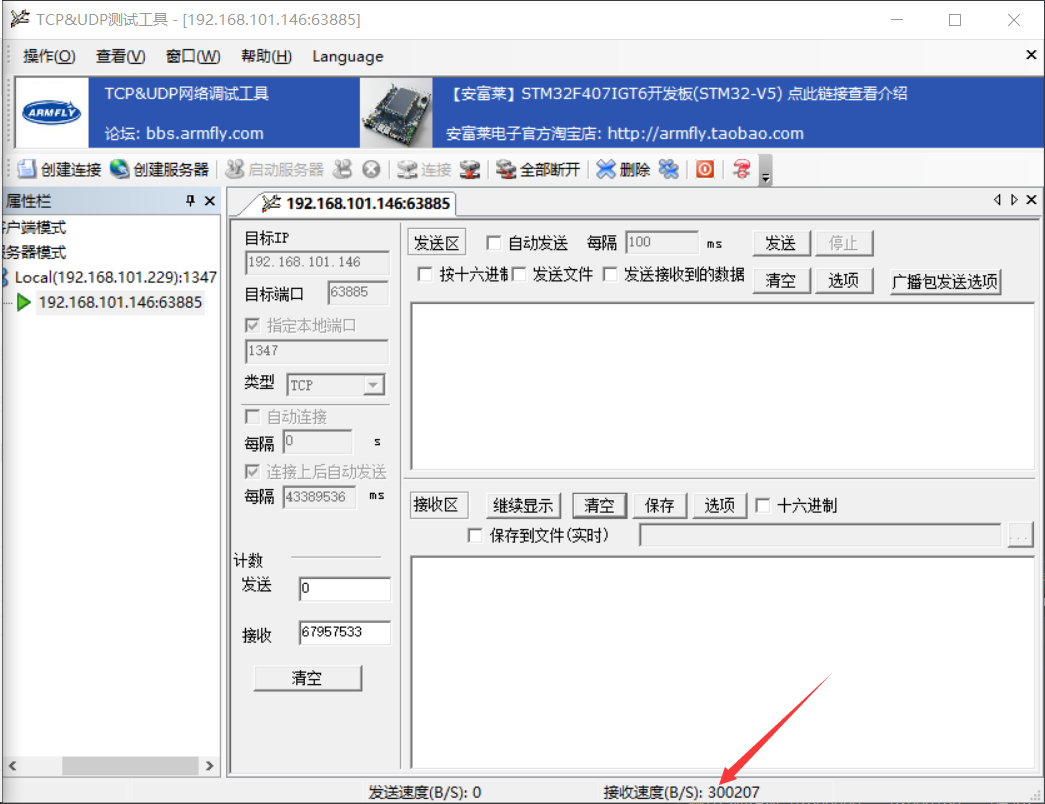 TCP&UDP测试工具 - [192.168.101.146:63885]
操作(O) 查看(V) 窗口(W) 帮助(H) Language
ARMFLY
TCP&UDP网络调试工具
论坛: bbs.armfly.com
【安富莱】STM32F407IGT6开发板(STM32-V5) 点此链接查看介绍
安富莱电子官方淘宝店: http://armfly.taobao.com
创建连接 创建服务器 启动服务器 连接 全部断开 删除
属性栏
户端模式
务器模式
Local(192.168.101.229):1347
192.168.101.146:63885
192.168.101.146:63885
目标IP
192.168.101.146
目标端口 63885
指定本地端口
1347
类型 TCP
自动连接
每隔 0 s
连接上后自动发送
每隔 43389536 ms
计数
发送 0
接收 67957533
清空
发送区 自动发送 每隔 100 ms 发送 停止
按十六进制 发送文件 发送接收到的数据 清空 选项 广播包发送选项
接收区 继续显示 清空 保存 选项 十六进制
保存到文件(实时) ...
发送速度(B/S): 0 接收速度(B/S): 300207